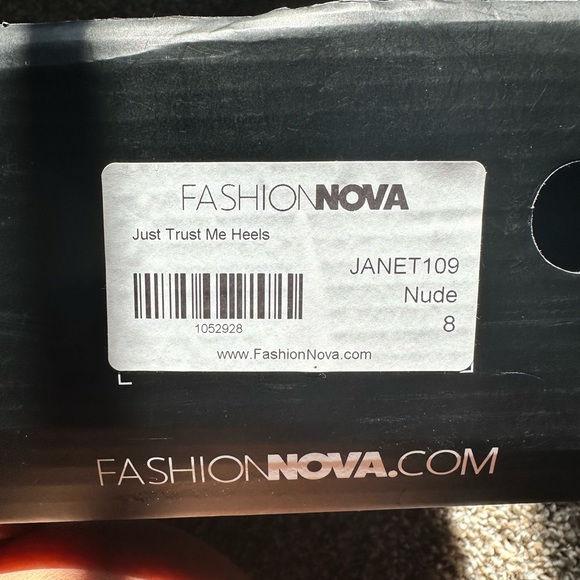 FASHIONNOVA
Just Trust Me Heels
JANET109
Nude
8
1052928
www.FashionNova.com
FASHIONNOVA.COM